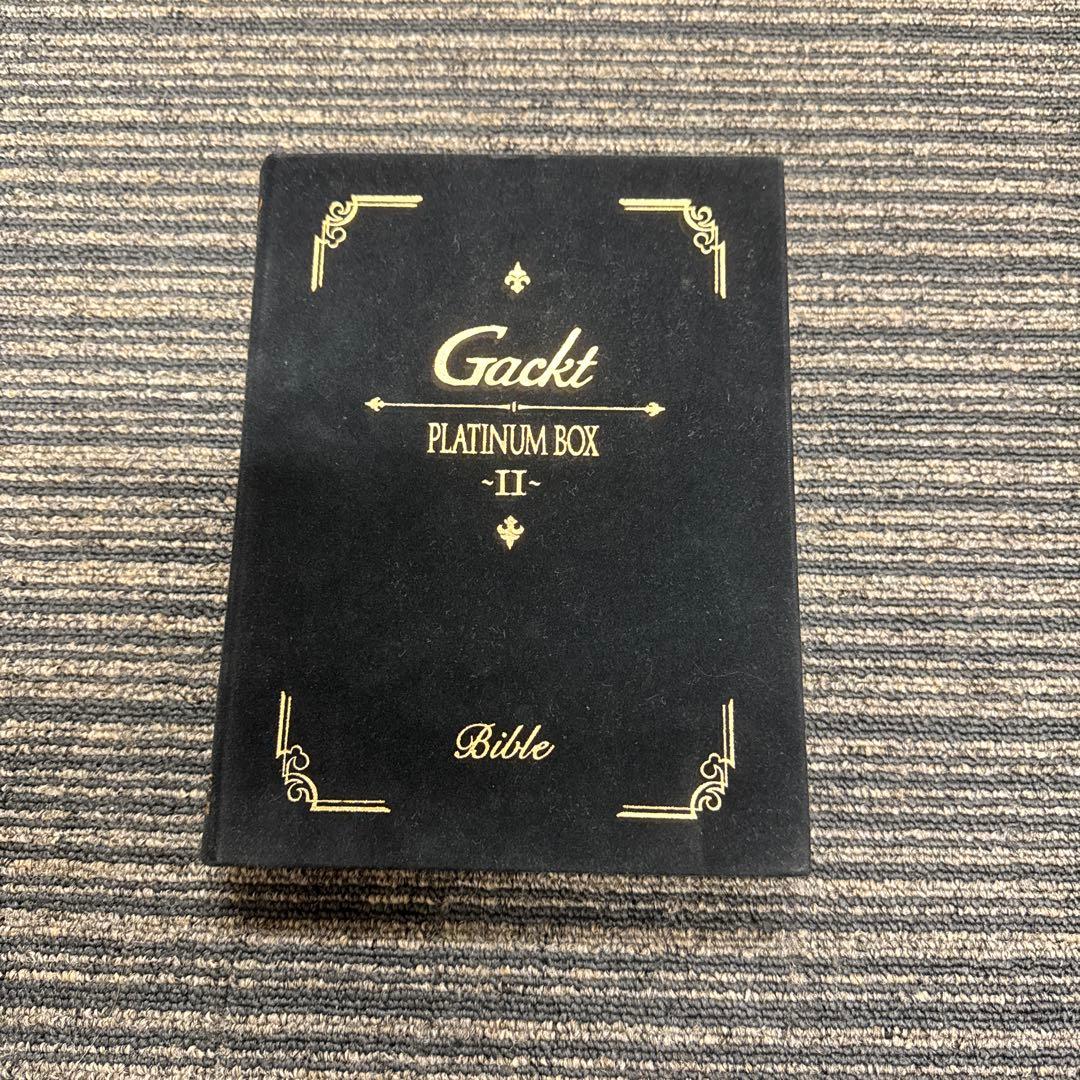 Gackt
PLATINUM BOX
~II~
Bible